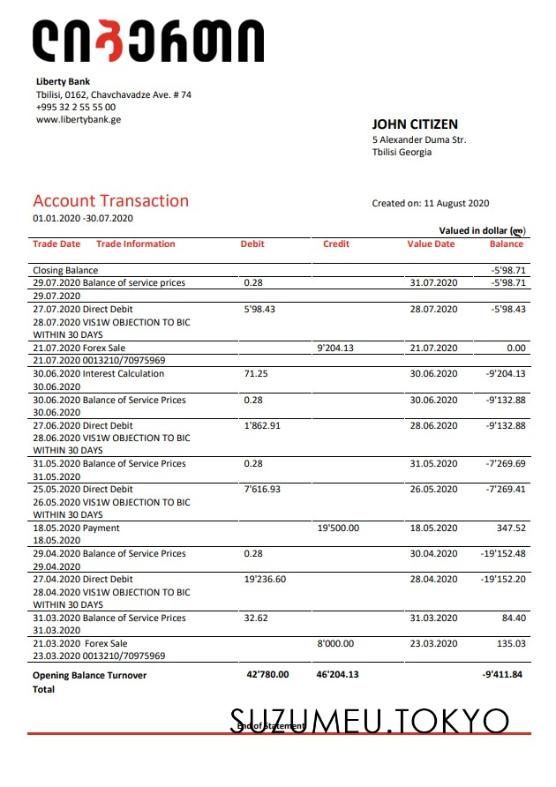 ლიბერთი
Liberty Bank
Tbilisi, 0162, Chavchavadze Ave. # 74
+995 32 2 55 55 00
www.libertybank.ge
JOHN CITIZEN
5 Alexander Duma Str.
Tbilisi Georgia
Account Transaction
Created on: 11 August 2020
01.01.2020 -30.07.2020
Valued in dollar (ლ)
Trade Date Trade Information Debit Credit Value Date Balance
Closing Balance -5'98.71
29.07.2020 Balance of service prices 0.28 31.07.2020 -5'98.71
29.07.2020
27.07.2020 Direct Debit 5'98.43 28.07.2020 -5'98.43
28.07.2020 VIS1W OBJECTION TO BIC
WITHIN 30 DAYS
21.07.2020 Forex Sale 9'204.13 21.07.2020 0.00
21.07.2020 0013210/70975969
30.06.2020 Interest Calculation 71.25 30.06.2020 -9'204.13
30.06.2020
30.06.2020 Balance of Service Prices 0.28 30.06.2020 -9'132.88
30.06.2020
27.06.2020 Direct Debit 1'862.91 28.06.2020 -9'132.88
28.06.2020 VIS1W OBJECTION TO BIC
WITHIN 30 DAYS
31.05.2020 Balance of Service Prices 0.28 31.05.2020 -7'269.69
31.05.2020
25.05.2020 Direct Debit 7'616.93 26.05.2020 -7'269.41
26.05.2020 VIS1W OBJECTION TO BIC
WITHIN 30 DAYS
18.05.2020 Payment 19'500.00 18.05.2020 347.52
18.05.2020
29.04.2020 Balance of Service Prices 0.28 30.04.2020 -19'152.48
29.04.2020
27.04.2020 Direct Debit 19'236.60 28.04.2020 -19'152.20
28.04.2020 VIS1W OBJECTION TO BIC
WITHIN 30 DAYS
31.03.2020 Balance of Service Prices 32.62 31.03.2020 84.40
31.03.2020
21.03.2020 Forex Sale 8'000.00 23.03.2020 135.03
23.03.2020 0013210/70975969
Opening Balance Turnover 42'780.00 46'204.13 -9'411.84
Total
End of Statement
SUZUMEU.TOKYO